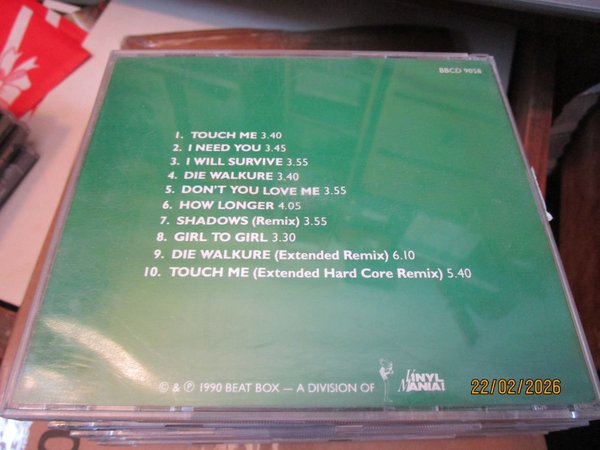 BBCD 9058
1. TOUCH ME 3.40
2. I NEED YOU 3.45
3. I WILL SURVIVE 3.55
4. DIE WALKURE 3.40
5. DON'T YOU LOVE ME 3.55
6. HOW LONGER 4.05
7. SHADOWS (Remix) 3.55
8. GIRL TO GIRL 3.30
9. DIE WALKURE (Extended Remix) 6.10
10. TOUCH ME (Extended Hard Core Remix) 5.40
© & ℗ 1990 BEAT BOX — A DIVISION OF VINYL MANIA
22/02/2026